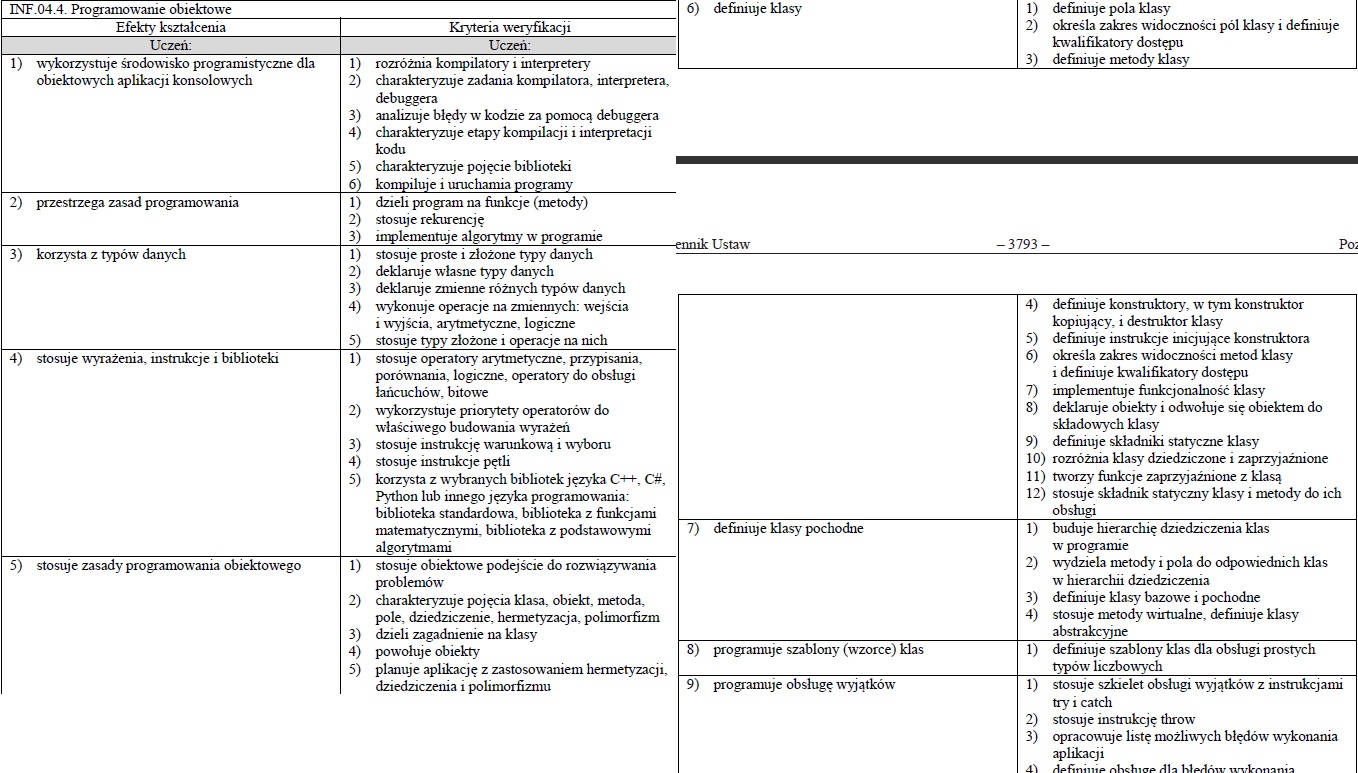 INF.04.4. Programowanie obiektowe
Efekty kształcenia
Kryteria weryfikacji
Uczeń:
Uczeń:
1) wykorzystuje środowisko programistyczne dla
obiektowych aplikacji konsolowych
1) rozróżnia kompilatory i interpretery
2) charakteryzuje zadania kompilatora, interpretera,
debuggera
3) analizuje błędy w kodzie za pomocą debuggera
4) charakteryzuje etapy kompilacji i interpretacji
kodu
5) charakteryzuje pojęcie biblioteki
6) kompiluje i uruchamia programy
2) przestrzega zasad programowania
1) dzieli program na funkcje (metody)
2) stosuje rekurencję
3) implementuje algorytmy w programie
3) korzysta z typów danych
1) stosuje proste i złożone typy danych
2) deklaruje własne typy danych
3) deklaruje zmienne różnych typów danych
4) wykonuje operacje na zmiennych: wejścia
i wyjścia, arytmetyczne, logiczne
5) stosuje typy złożone i operacje na nich
4) stosuje wyrażenia, instrukcje i biblioteki
1) stosuje operatory arytmetyczne, przypisania,
porównania, logiczne, operatory do obsługi
łańcuchów, bitowe
2) wykorzystuje priorytety operatorów do
właściwego budowania wyrażeń
3) stosuje instrukcję warunkową i wyboru
4) stosuje instrukcje pętli
5) korzysta z wybranych bibliotek języka C++, C#,
Python lub innego języka programowania:
biblioteka standardowa, biblioteka z funkcjami
matematycznymi, biblioteka z podstawowymi
algorytmami
5) stosuje zasady programowania obiektowego
1) stosuje obiektowe podejście do rozwiązywania
problemów
2) charakteryzuje pojęcia klasa, obiekt, metoda,
pole, dziedziczenie, hermetyzacja, polimorfizm
3) dzieli zagadnienie na klasy
4) powołuje obiekty
5) planuje aplikację z zastosowaniem hermetyzacji,
dziedziczenia i polimorfizmu
6) definiuje klasy
1) definiuje pola klasy
2) określa zakres widoczności pól klasy i definiuje
kwalifikatory dostępu
3) definiuje metody klasy
ennik Ustaw
– 3793 –
Poz
4) definiuje konstruktory, w tym konstruktor
kopiujący, i destruktor klasy
5) definiuje instrukcje inicjujące konstruktora
6) określa zakres widoczności metod klasy
i definiuje kwalifikatory dostępu
7) implementuje funkcjonalność klasy
8) deklaruje obiekty i odwołuje się obiektem do
składowych klasy
9) definiuje składniki statyczne klasy
10) rozróżnia klasy dziedziczone i zaprzyjaźnione
11) tworzy funkcje zaprzyjaźnione z klasą
12) stosuje składnik statyczny klasy i metody do ich
obsługi
7) definiuje klasy pochodne
1) buduje hierarchię dziedziczenia klas
w programie
2) wydziela metody i pola do odpowiednich klas
w hierarchii dziedziczenia
3) definiuje klasy bazowe i pochodne
4) stosuje metody wirtualne, definiuje klasy
abstrakcyjne
8) programuje szablony (wzorce) klas
1) definiuje szablony klas dla obsługi prostych
typów liczbowych
9) programuje obsługę wyjątków
1) stosuje szkielet obsługi wyjątków z instrukcjami
try i catch
2) stosuje instrukcję throw
3) opracowuje listę możliwych błędów wykonania
aplikacji
4) definiuje obsługę dla błędów wykonania